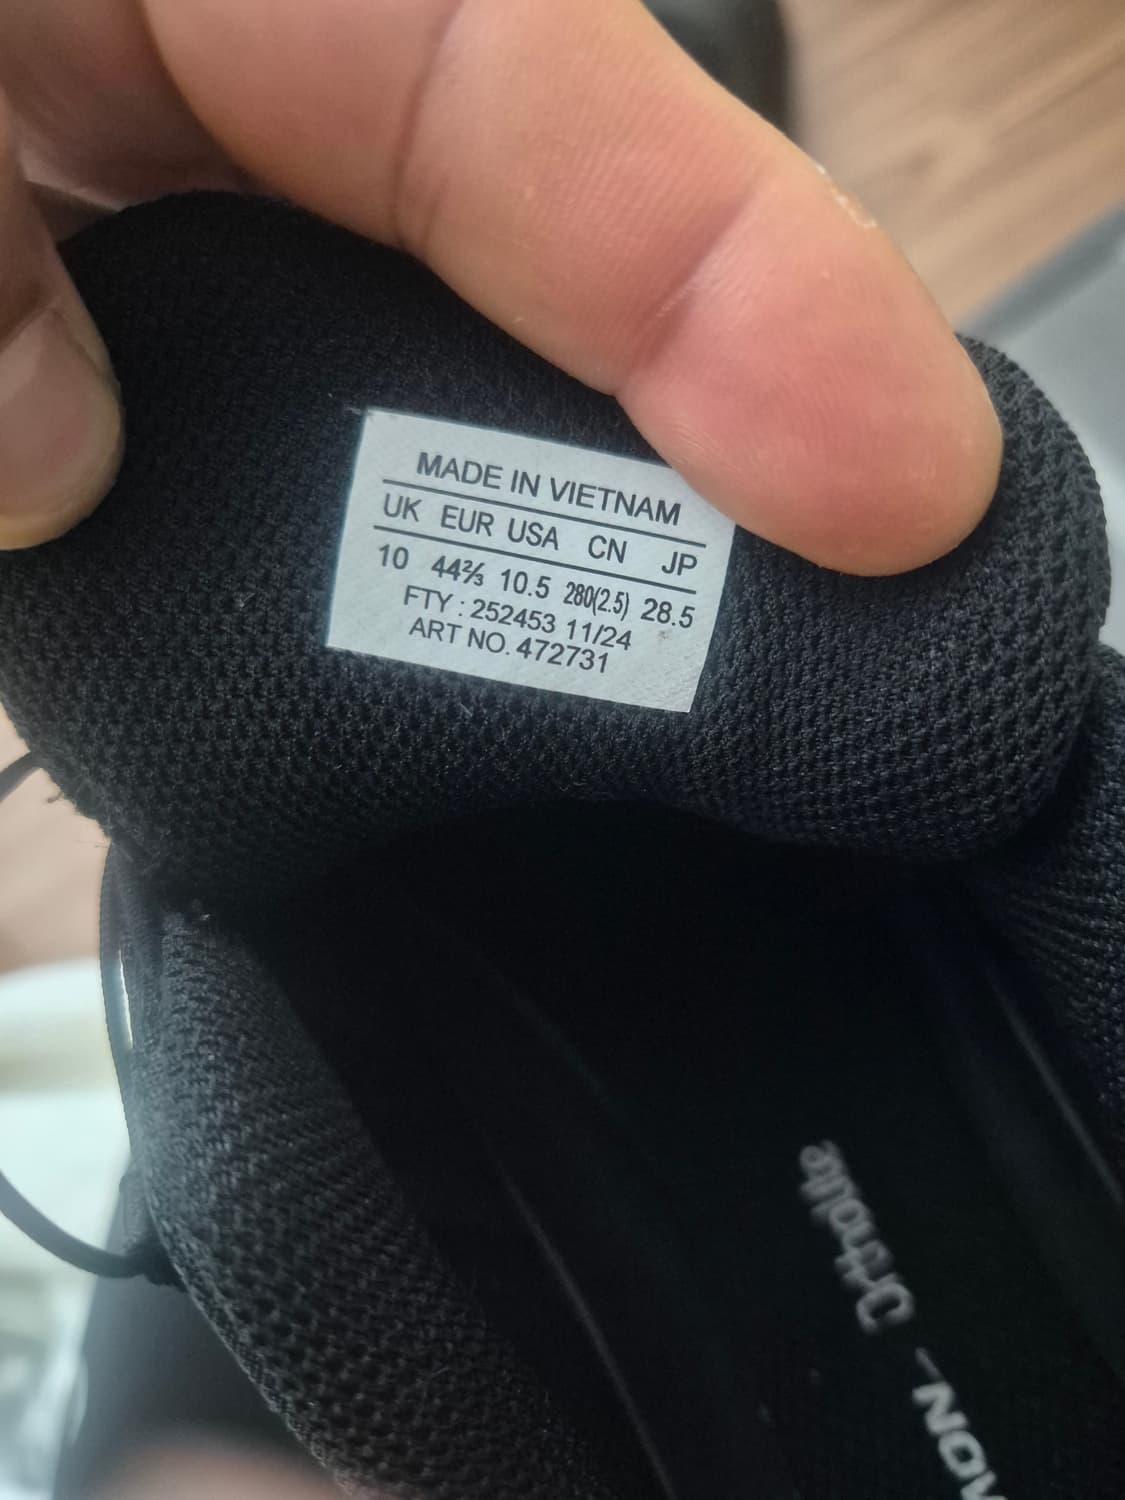 MADE IN VIETNAM
UK EUR USA CN JP
10 44⅔ 10.5 280(2.5) 28.5
FTY : 252453 11/24
ART NO. 472731
Ortholite